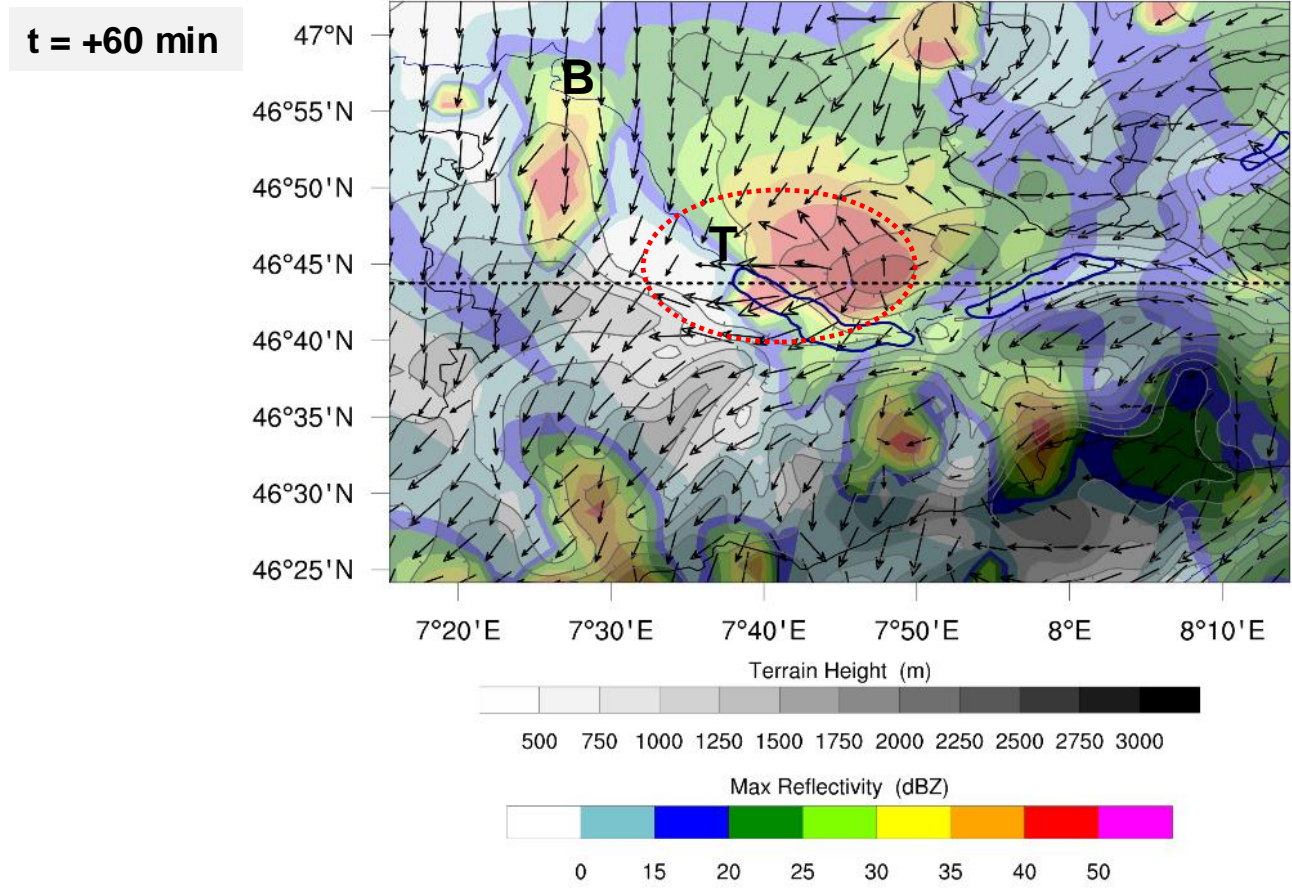 t = +60 min
47°N
46°55'N
46°50'N
46°45'N
46°40'N
46°35'N
46°30'N
46°25'N
B
T
7°20'E 7°30'E 7°40'E 7°50'E 8°E 8°10'E
Terrain Height (m)
500 750 1000 1250 1500 1750 2000 2250 2500 2750 3000
Max Reflectivity (dBZ)
0 15 20 25 30 35 40 50